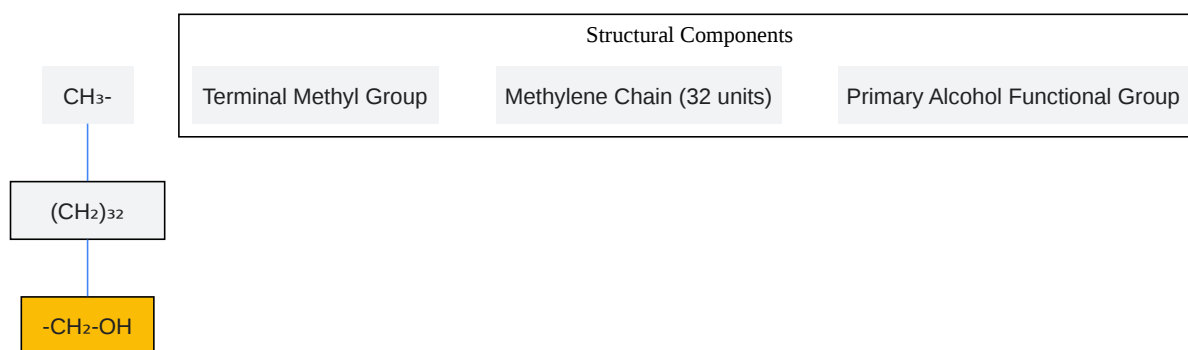 Structural Components
CH₃-
Terminal Methyl Group
Methylene Chain (32 units)
Primary Alcohol Functional Group
(CH₂)₃₂
-CH₂-OH